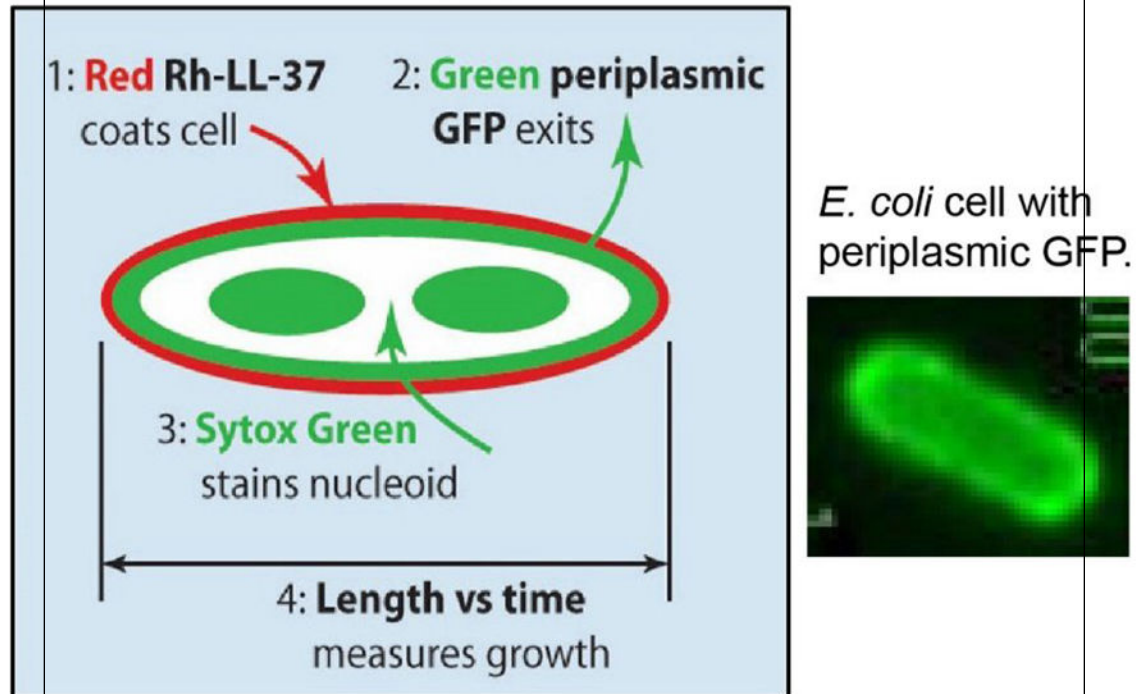 1: Red Rh-LL-37
coats cell
2: Green periplasmic
GFP exits
3: Sytox Green
stains nucleoid
4: Length vs time
measures growth
E. coli cell with
periplasmic GFP.